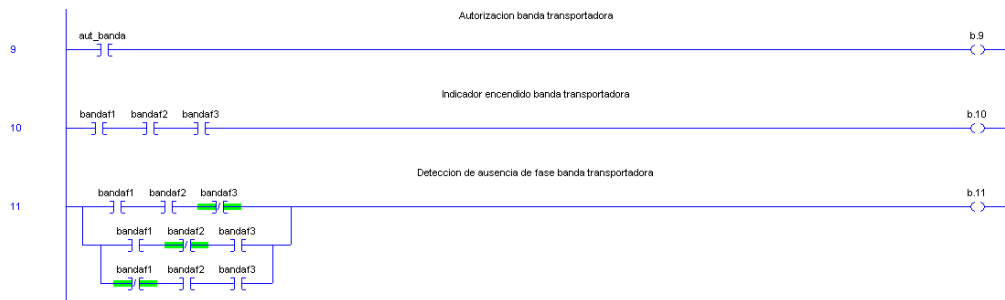 Autorizacion banda transportadora
aut_banda
b.9
9
Indicador encendido banda transportadora
bandaf1 bandaf2 bandaf3
b.10
10
Deteccion de ausencia de fase banda transportadora
bandaf1 bandaf2 bandaf3
b.11
11
bandaf1 bandaf2 bandaf3
bandaf1 bandaf2 bandaf3